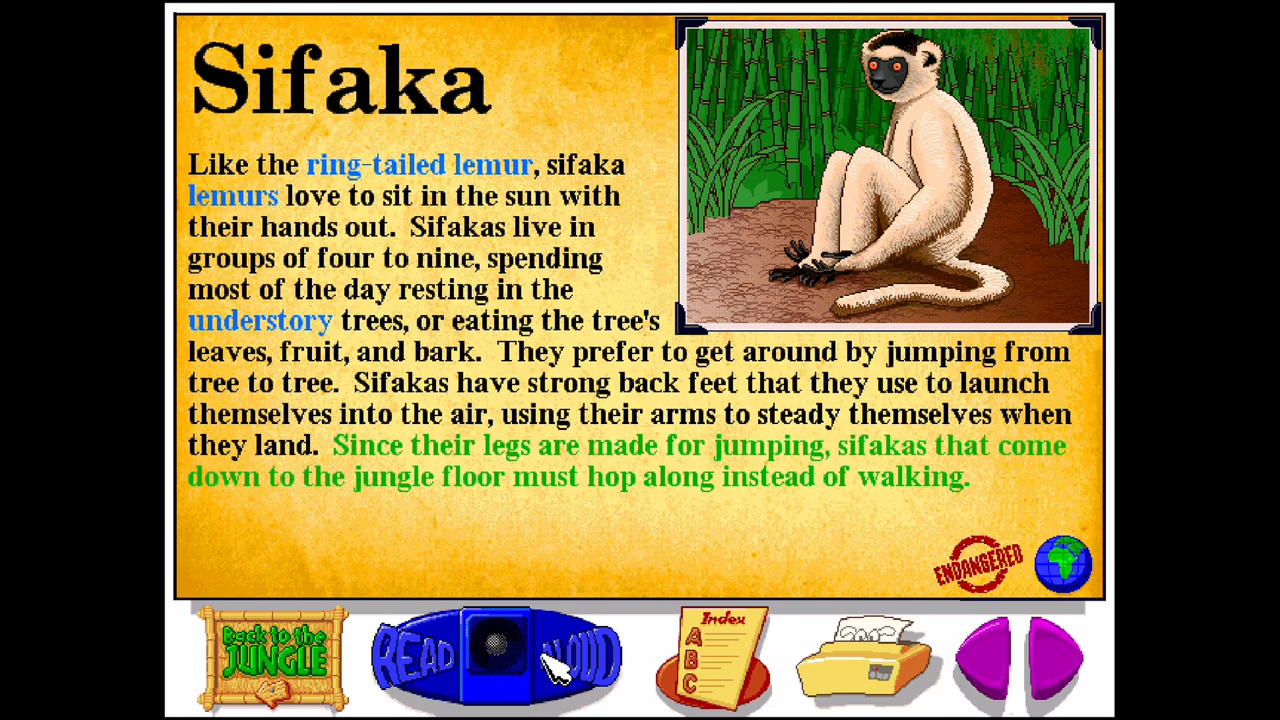 Sifaka
Like the ring-tailed lemur, sifaka
lemurs love to sit in the sun with
their hands out.  Sifakas live in
groups of four to nine, spending
most of the day resting in the
understory trees, or eating the tree's
leaves, fruit, and bark.  They prefer to get around by jumping from
tree to tree.  Sifakas have strong back feet that they use to launch
themselves into the air, using their arms to steady themselves when
they land.  Since their legs are made for jumping, sifakas that come
down to the jungle floor must hop along instead of walking.
ENDANGERED
Back to the
JUNGLE
READ ALOUD
Index
A
B
C